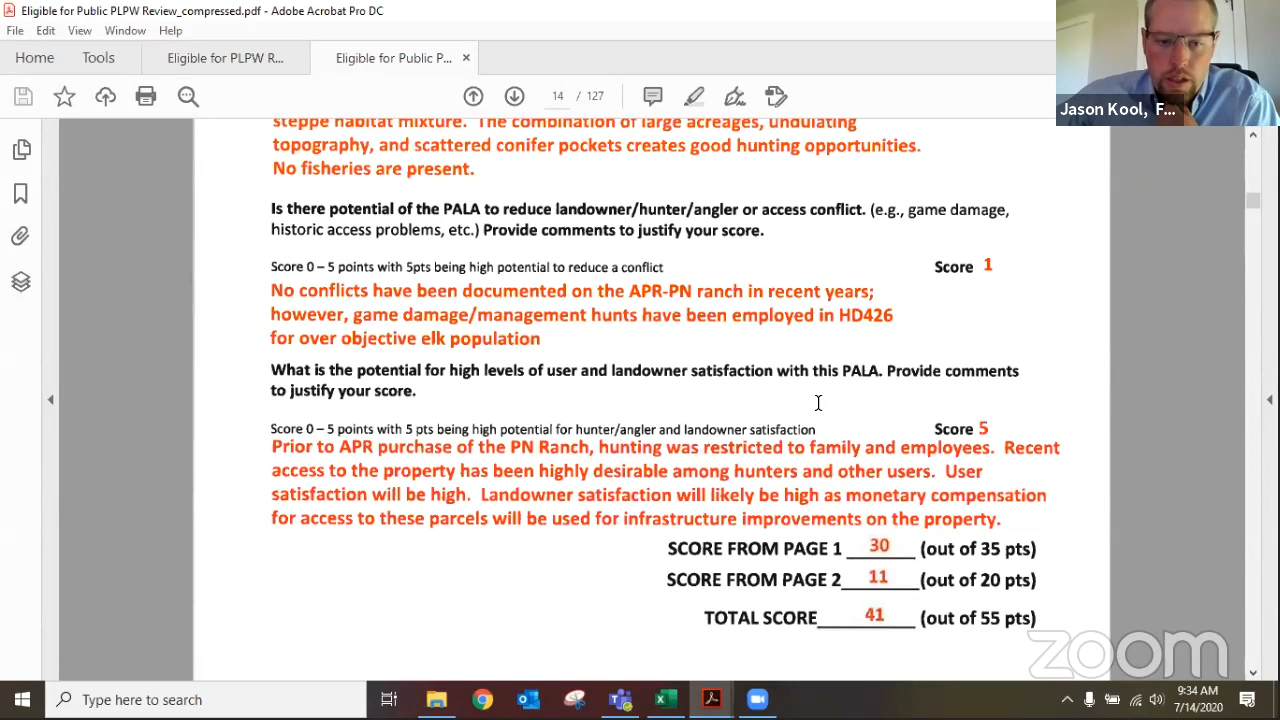 Eligible for Public PLPW Review_compressed.pdf - Adobe Acrobat Pro DC
File Edit View Window Help
Home Tools Eligible for PLPW R... Eligible for Public P... ×
14 / 127
Jason Kool, F...
steppe habitat mixture. The combination of large acreages, undulating
topography, and scattered conifer pockets creates good hunting opportunities.
No fisheries are present.
Is there potential of the PALA to reduce landowner/hunter/angler or access conflict. (e.g., game damage,
historic access problems, etc.) Provide comments to justify your score.
Score 0 – 5 points with 5pts being high potential to reduce a conflict Score 1
No conflicts have been documented on the APR-PN ranch in recent years;
however, game damage/management hunts have been employed in HD426
for over objective elk population
What is the potential for high levels of user and landowner satisfaction with this PALA. Provide comments
to justify your score.
Score 0 – 5 points with 5 pts being high potential for hunter/angler and landowner satisfaction Score 5
Prior to APR purchase of the PN Ranch, hunting was restricted to family and employees. Recent
access to the property has been highly desirable among hunters and other users. User
satisfaction will be high. Landowner satisfaction will likely be high as monetary compensation
for access to these parcels will be used for infrastructure improvements on the property.
SCORE FROM PAGE 1 30 (out of 35 pts)
SCORE FROM PAGE 2 11 (out of 20 pts)
TOTAL SCORE 41 (out of 55 pts)
zoom
Type here to search
9:34 AM
7/14/2020